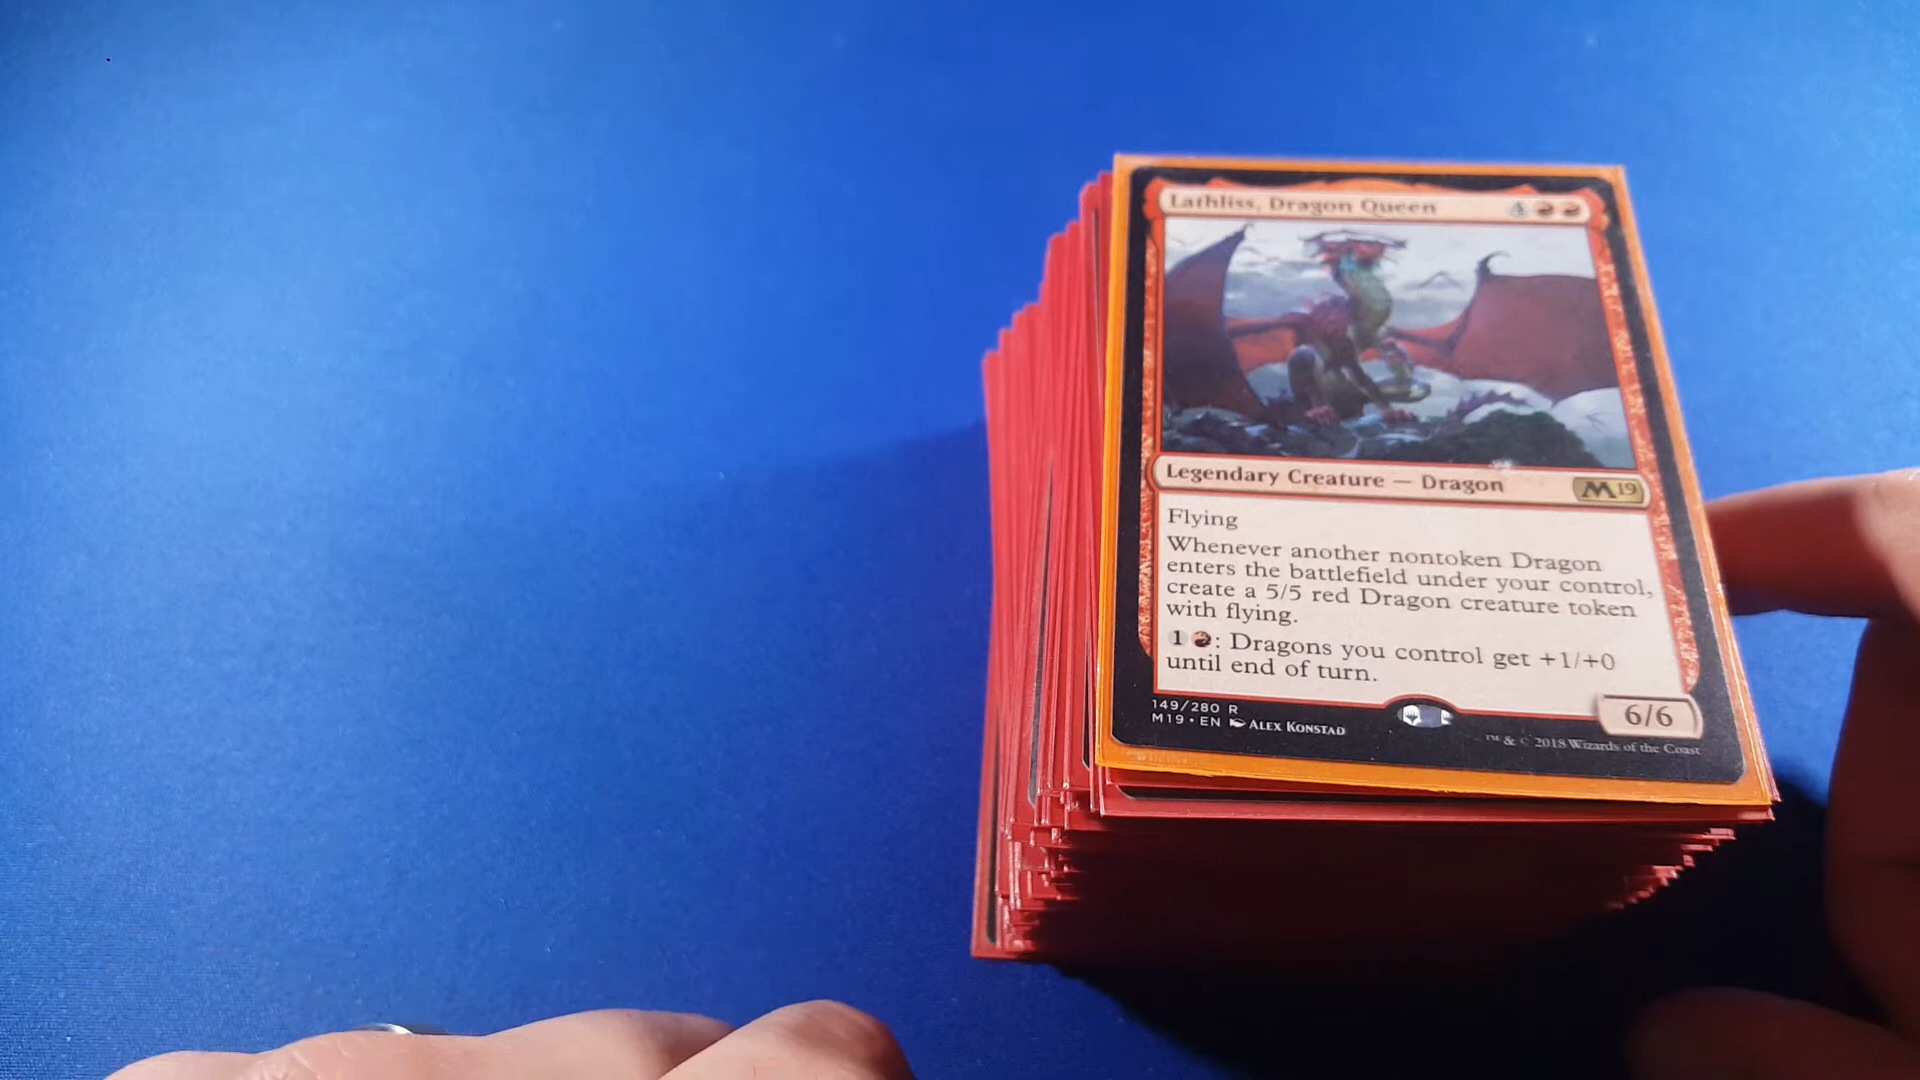 Lathliss, Dragon Queen 4
Legendary Creature — Dragon M19
Flying
Whenever another nontoken Dragon
enters the battlefield under your control,
create a 5/5 red Dragon creature token
with flying.
1: Dragons you control get +1/+0
until end of turn.
6/6
149/280 R
M19 • EN ALEX KONSTAD
™ & © 2018 Wizards of the Coast